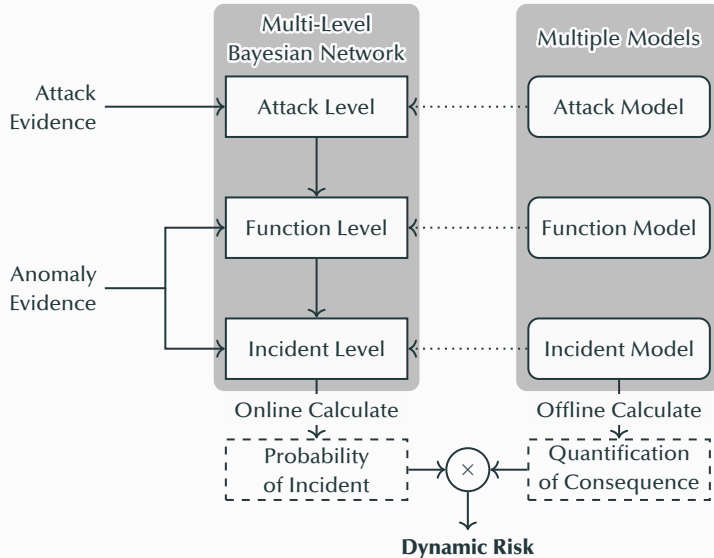 Multi-Level
Bayesian Network
Multiple Models
Attack
Evidence
Attack Level
Attack Model
Function Level
Function Model
Anomaly
Evidence
Incident Level
Incident Model
Online Calculate
Offline Calculate
Probability
of Incident
×
Quantification
of Consequence
Dynamic Risk